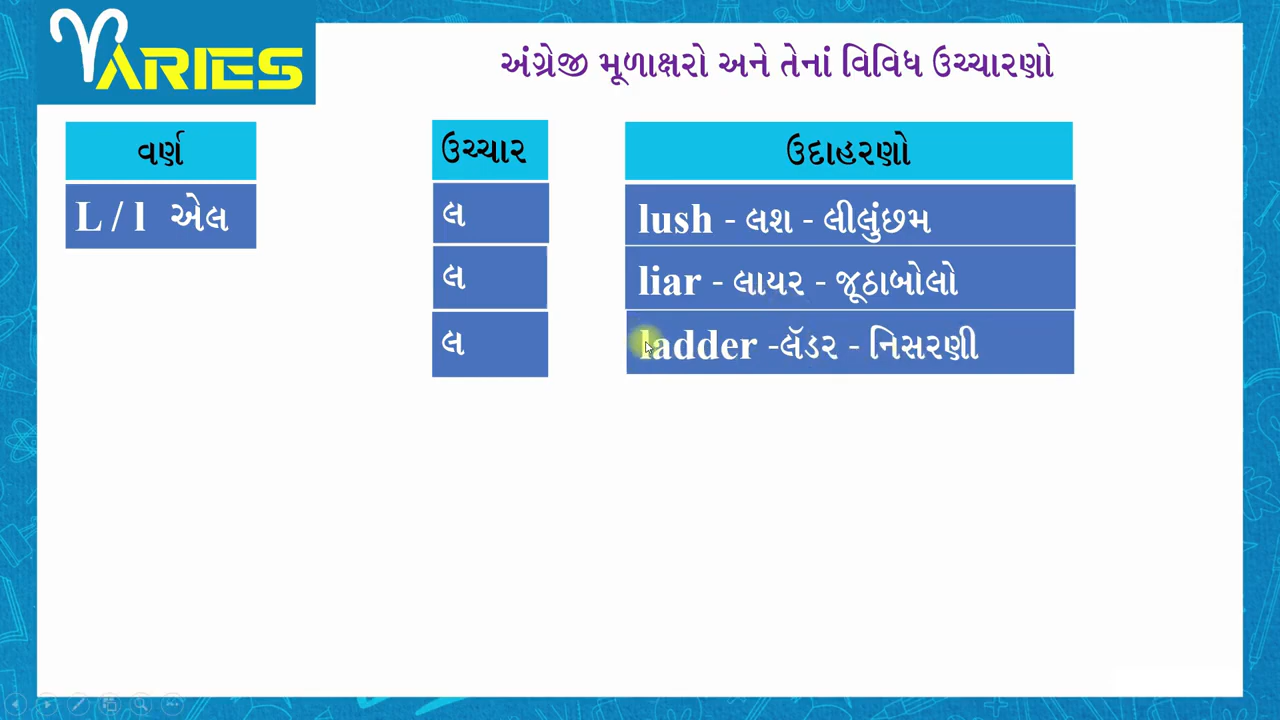 ARIES
અંગ્રેજી મૂળાક્ષરો અને તેનાં વિવિધ ઉચ્ચારણો
વર્ણ ઉચ્ચાર ઉદાહરણો
L / l એલ લ lush - લશ - લીલુંછમ
લ liar - લાયર - જૂઠાબોલો
લ ladder -લૅડર - નિસરણી